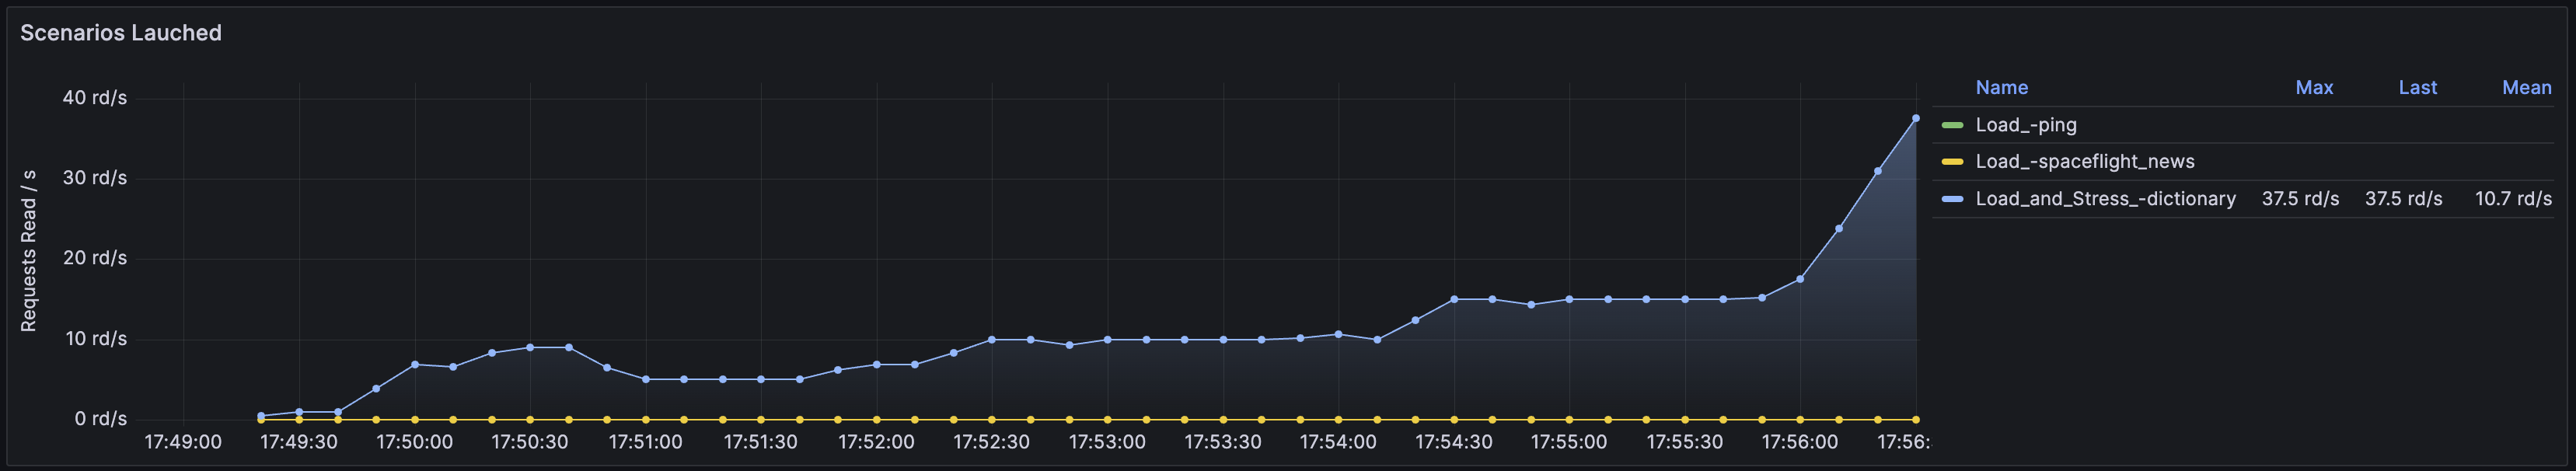 Scenarios Lauched
Requests Read / s
40 rd/s
30 rd/s
20 rd/s
10 rd/s
0 rd/s
17:49:00 17:49:30 17:50:00 17:50:30 17:51:00 17:51:30 17:52:00 17:52:30 17:53:00 17:53:30 17:54:00 17:54:30 17:55:00 17:55:30 17:56:00 17:56:
Name Max Last Mean
Load_-ping
Load_-spaceflight_news
Load_and_Stress_-dictionary 37.5 rd/s 37.5 rd/s 10.7 rd/s